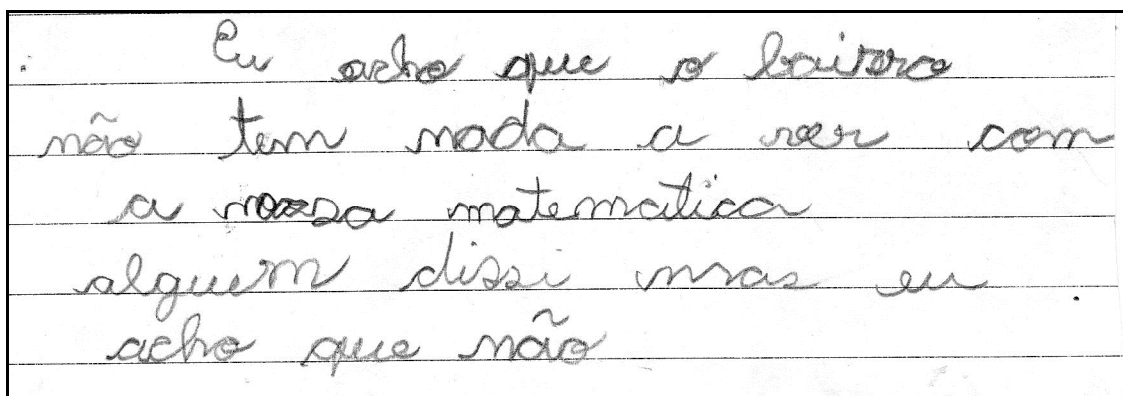 Eu acho que o bairro
não tem nada a ver com
a nossa matematica
alguem dissi mas eu
acho que não